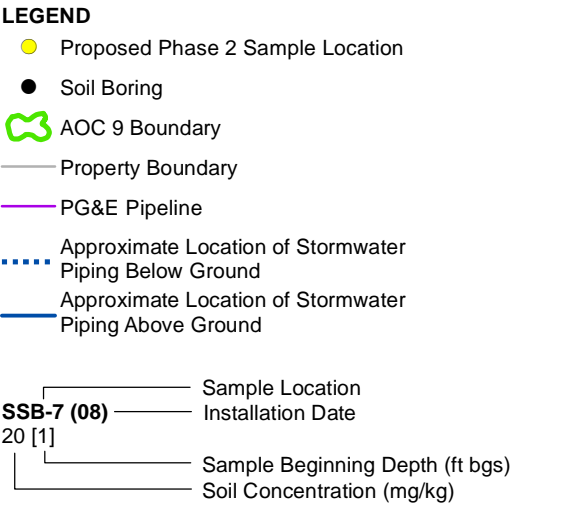 LEGEND
Proposed Phase 2 Sample Location
Soil Boring
AOC 9 Boundary
Property Boundary
PG&E Pipeline
Approximate Location of Stormwater
Piping Below Ground
Approximate Location of Stormwater
Piping Above Ground
Sample Location
SSB-7 (08) Installation Date
20 [1]
Sample Beginning Depth (ft bgs)
Soil Concentration (mg/kg)